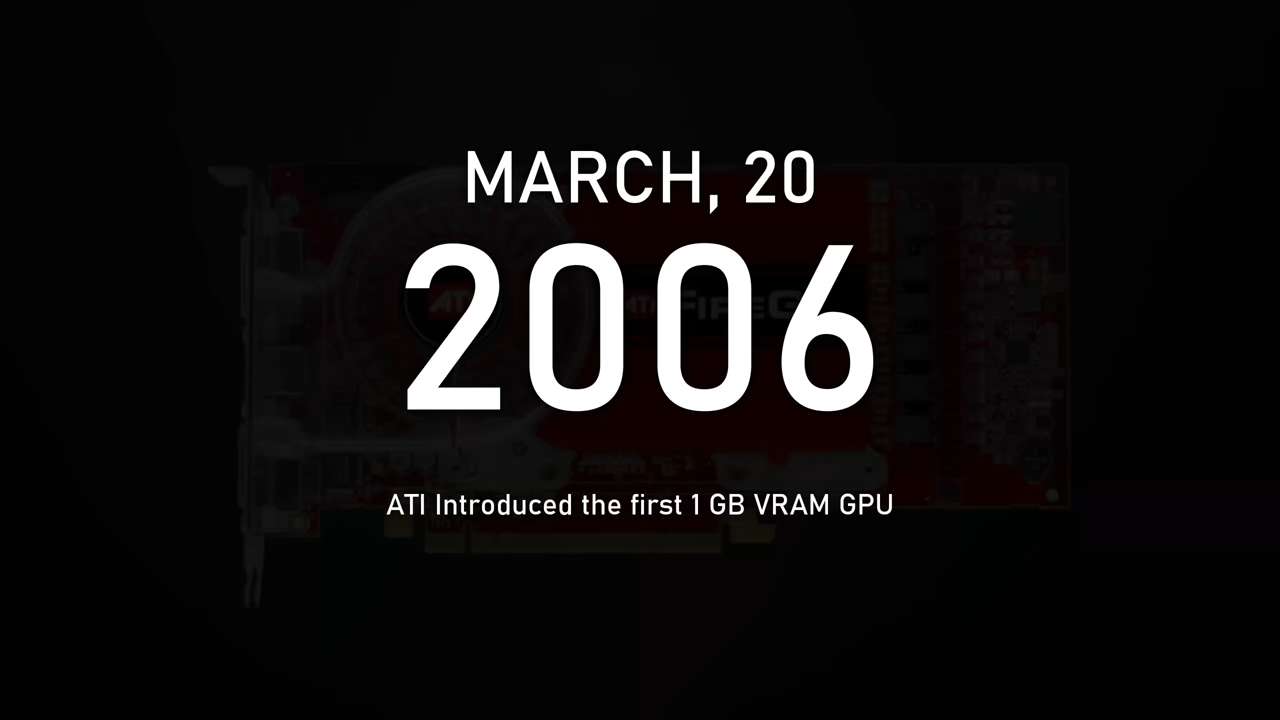 MARCH, 20
2006
ATI Introduced the first 1 GB VRAM GPU